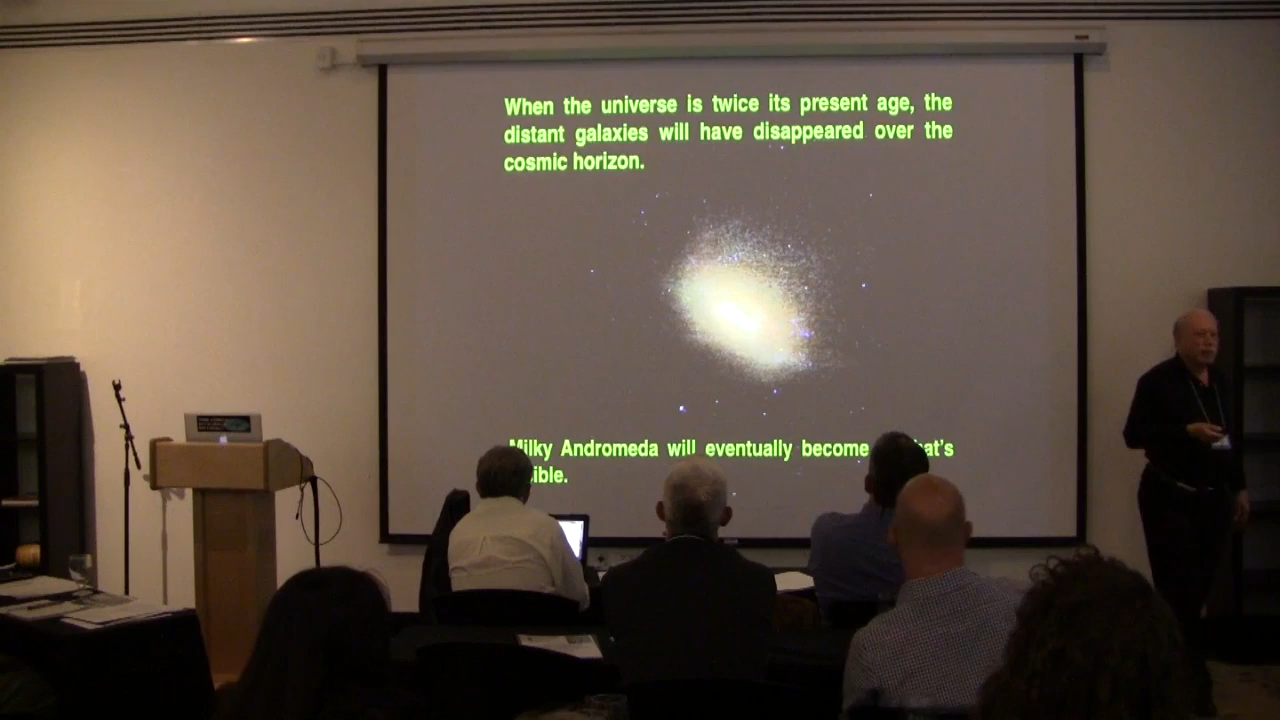 When the universe is twice its present age, the
distant galaxies will have disappeared over the
cosmic horizon.
Milky Andromeda will eventually become